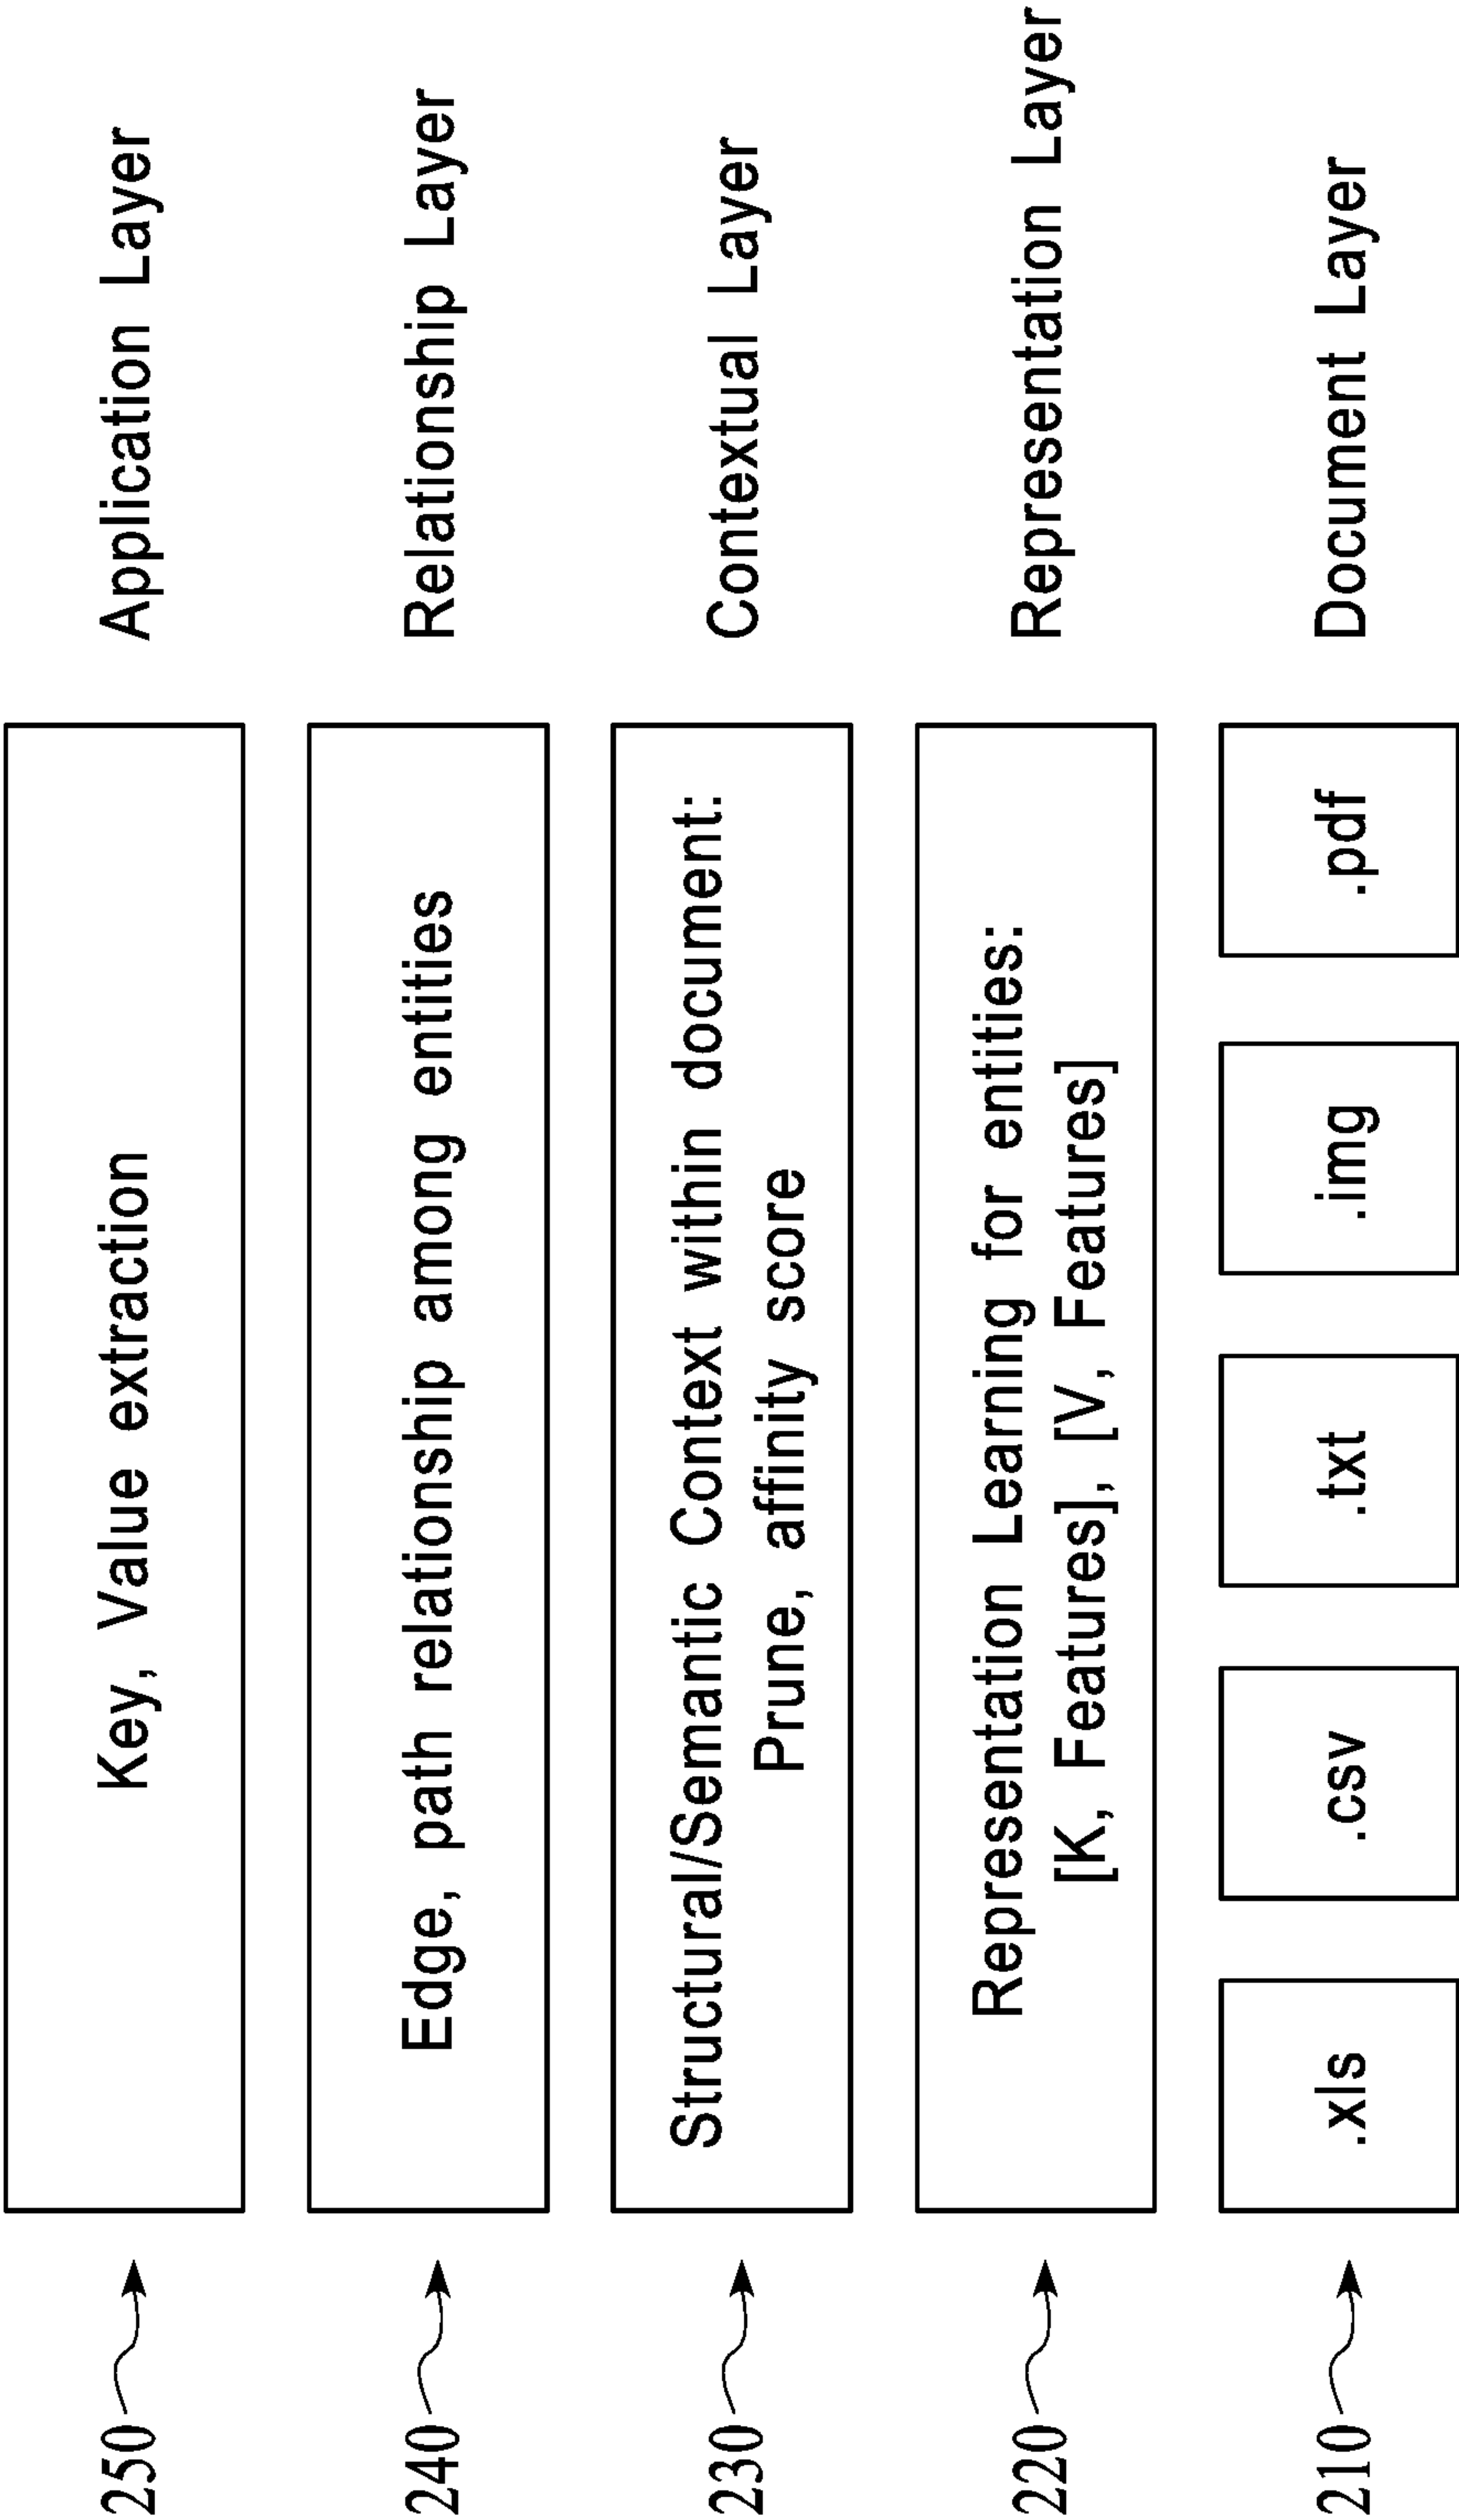 250
Key, Value extraction
Application Layer
240
Edge, path relationship among entities
Relationship Layer
230
Structural/Semantic Context within document:
Prune, affinity score
Contextual Layer
220
Representation Learning for entities:
[K, Features], [V, Features]
Representation Layer
210
.xls
.csv
.txt
.img
.pdf
Document Layer